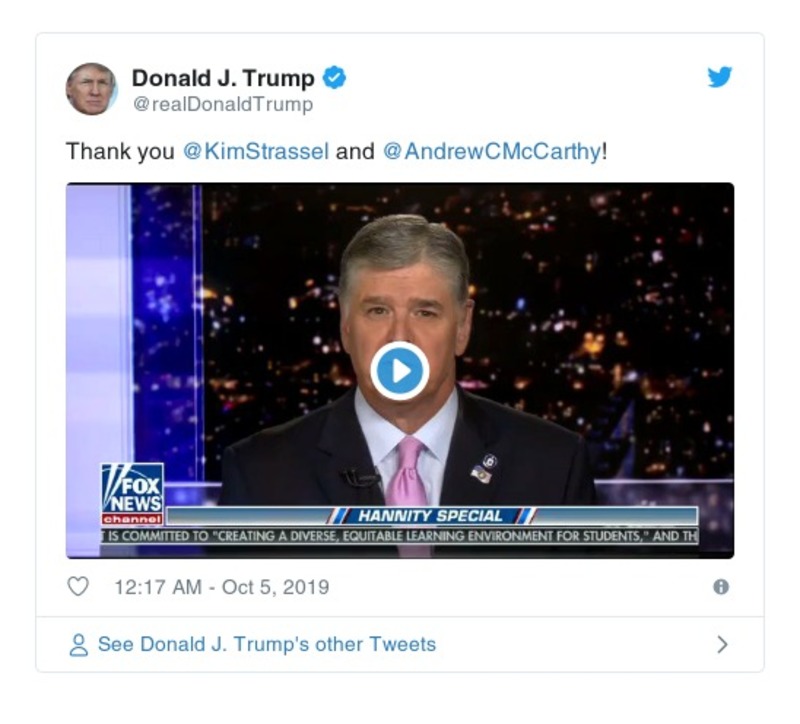 Donald J. Trump
@realDonaldTrump
Thank you @KimStrassel and @AndrewCMcCarthy!
FOX
NEWS
channel
HANNITY SPECIAL
T IS COMMITTED TO "CREATING A DIVERSE, EQUITABLE LEARNING ENVIRONMENT FOR STUDENTS," AND TH
12:17 AM - Oct 5, 2019
See Donald J. Trump's other Tweets